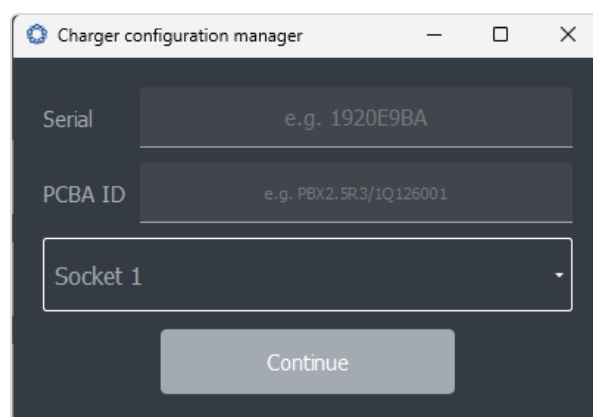 Charger configuration manager
Serial e.g. 1920E9BA
PCBA ID e.g. PBX2.5R3/1Q126001
Socket 1
Continue